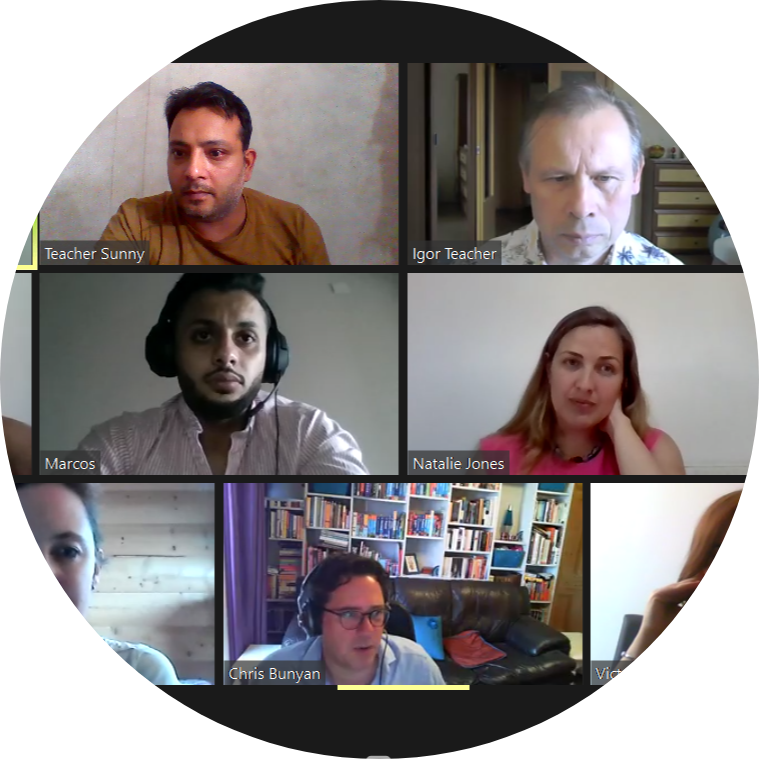 Teacher Sunny
Igor Teacher
Marcos
Natalie Jones
Chris Bunyan